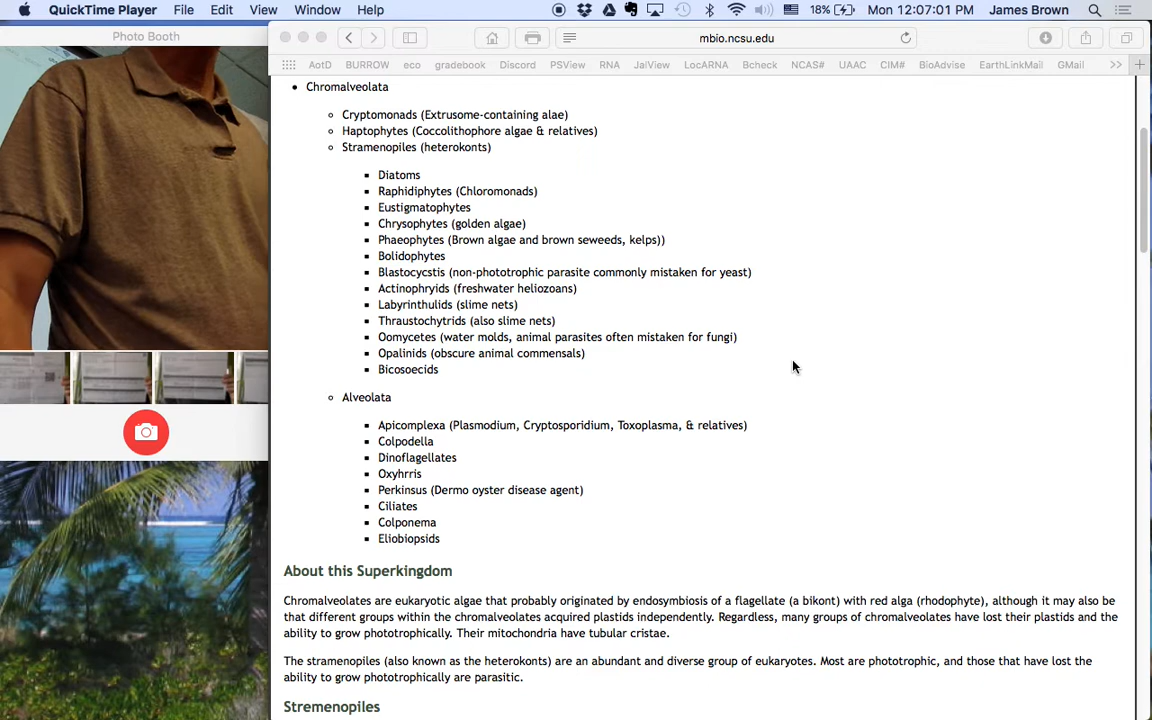 QuickTime Player File Edit View Window Help 18% Mon 12:07:01 PM James Brown
Photo Booth
mbio.ncsu.edu
AotD BURROW eco gradebook Discord PSView RNA JalView LocARNA Bcheck NCAS# UAAC CIM# BioAdvise EarthLinkMail GMail >> +
• Chromalveolata
◦ Cryptomonads (Extrusome-containing alae)
◦ Haptophytes (Coccolithophore algae & relatives)
◦ Stramenopiles (heterokonts)
▪ Diatoms
▪ Raphidiphytes (Chloromonads)
▪ Eustigmatophytes
▪ Chrysophytes (golden algae)
▪ Phaeophytes (Brown algae and brown seweeds, kelps))
▪ Bolidophytes
▪ Blastocycstis (non-phototrophic parasite commonly mistaken for yeast)
▪ Actinophryids (freshwater heliozoans)
▪ Labyrinthulids (slime nets)
▪ Thraustochytrids (also slime nets)
▪ Oomycetes (water molds, animal parasites often mistaken for fungi)
▪ Opalinids (obscure animal commensals)
▪ Bicosoecids
◦ Alveolata
▪ Apicomplexa (Plasmodium, Cryptosporidium, Toxoplasma, & relatives)
▪ Colpodella
▪ Dinoflagellates
▪ Oxyhrris
▪ Perkinsus (Dermo oyster disease agent)
▪ Ciliates
▪ Colponema
▪ Eliobiopsids
About this Superkingdom
Chromalveolates are eukaryotic algae that probably originated by endosymbiosis of a flagellate (a bikont) with red alga (rhodophyte), although it may also be
that different groups within the chromalveolates acquired plastids independently. Regardless, many groups of chromalveolates have lost their plastids and the
ability to grow phototrophically. Their mitochondria have tubular cristae.
The stramenopiles (also known as the heterokonts) are an abundant and diverse group of eukaryotes. Most are phototrophic, and those that have lost the
ability to grow phototrophically are parasitic.
Stremenopiles